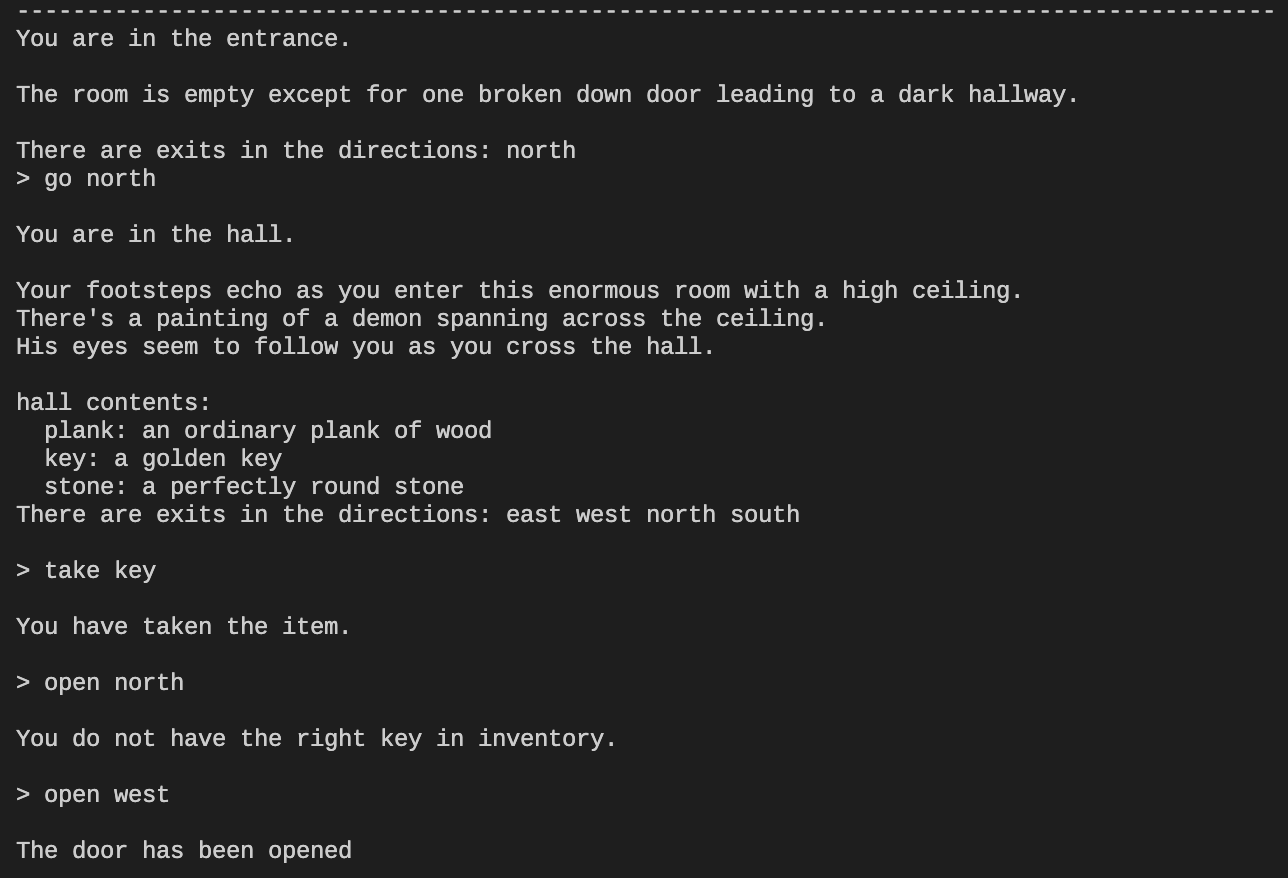 ------------------------------------------------------------------------------------------
You are in the entrance.
The room is empty except for one broken down door leading to a dark hallway.
There are exits in the directions: north
> go north
You are in the hall.
Your footsteps echo as you enter this enormous room with a high ceiling.
There's a painting of a demon spanning across the ceiling.
His eyes seem to follow you as you cross the hall.
hall contents:
  plank: an ordinary plank of wood
  key: a golden key
  stone: a perfectly round stone
There are exits in the directions: east west north south
> take key
You have taken the item.
> open north
You do not have the right key in inventory.
> open west
The door has been opened